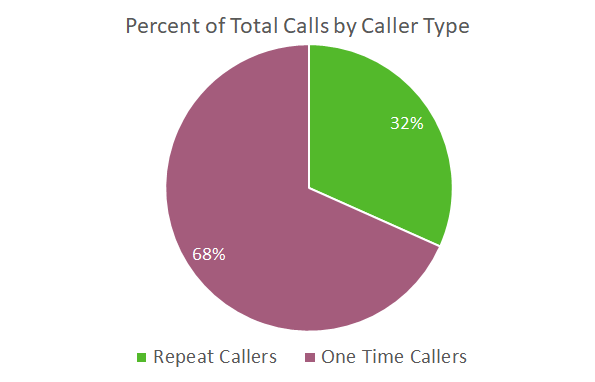 Percent of Total Calls by Caller Type
32%
68%
Repeat Callers One Time Callers